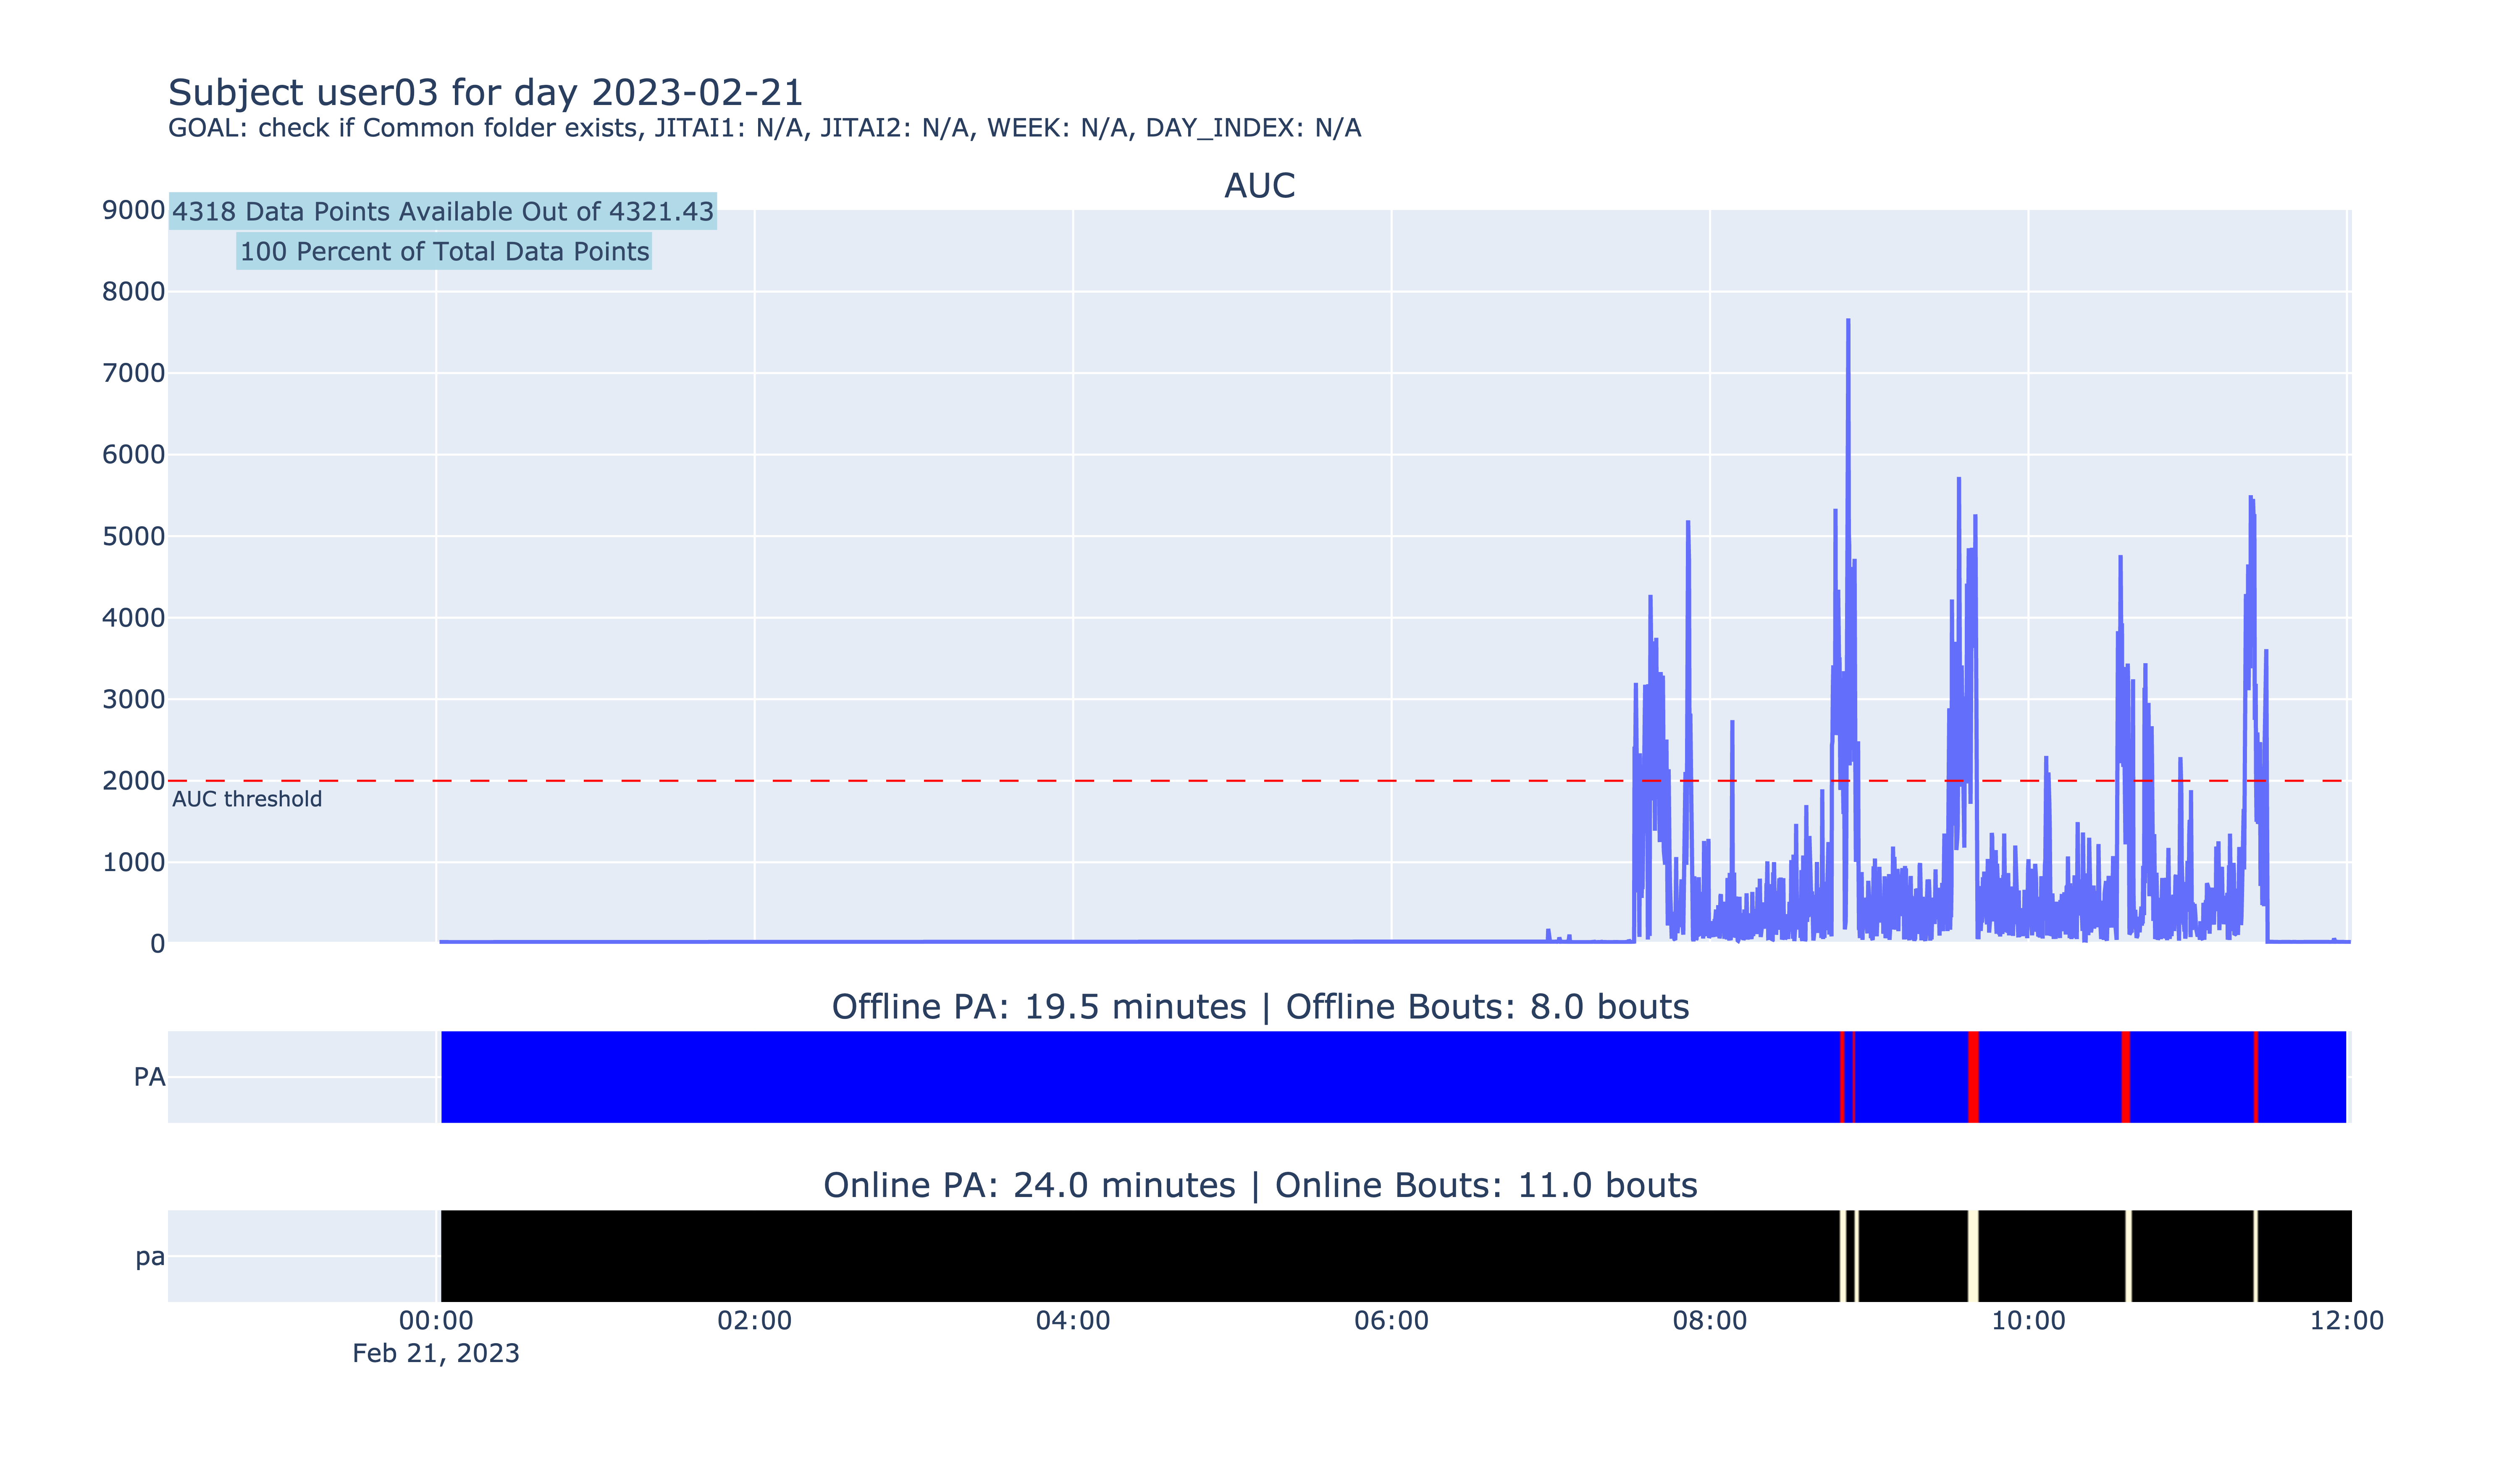 Subject user03 for day 2023-02-21
GOAL: check if Common folder exists, JITAI1: N/A, JITAI2: N/A, WEEK: N/A, DAY_INDEX: N/A
AUC
4318 Data Points Available Out of 4321.43
100 Percent of Total Data Points
9000
8000
7000
6000
5000
4000
3000
2000
AUC threshold
1000
0
Offline PA: 19.5 minutes | Offline Bouts: 8.0 bouts
PA
Online PA: 24.0 minutes | Online Bouts: 11.0 bouts
pa
00:00 02:00 04:00 06:00 08:00 10:00 12:00
Feb 21, 2023